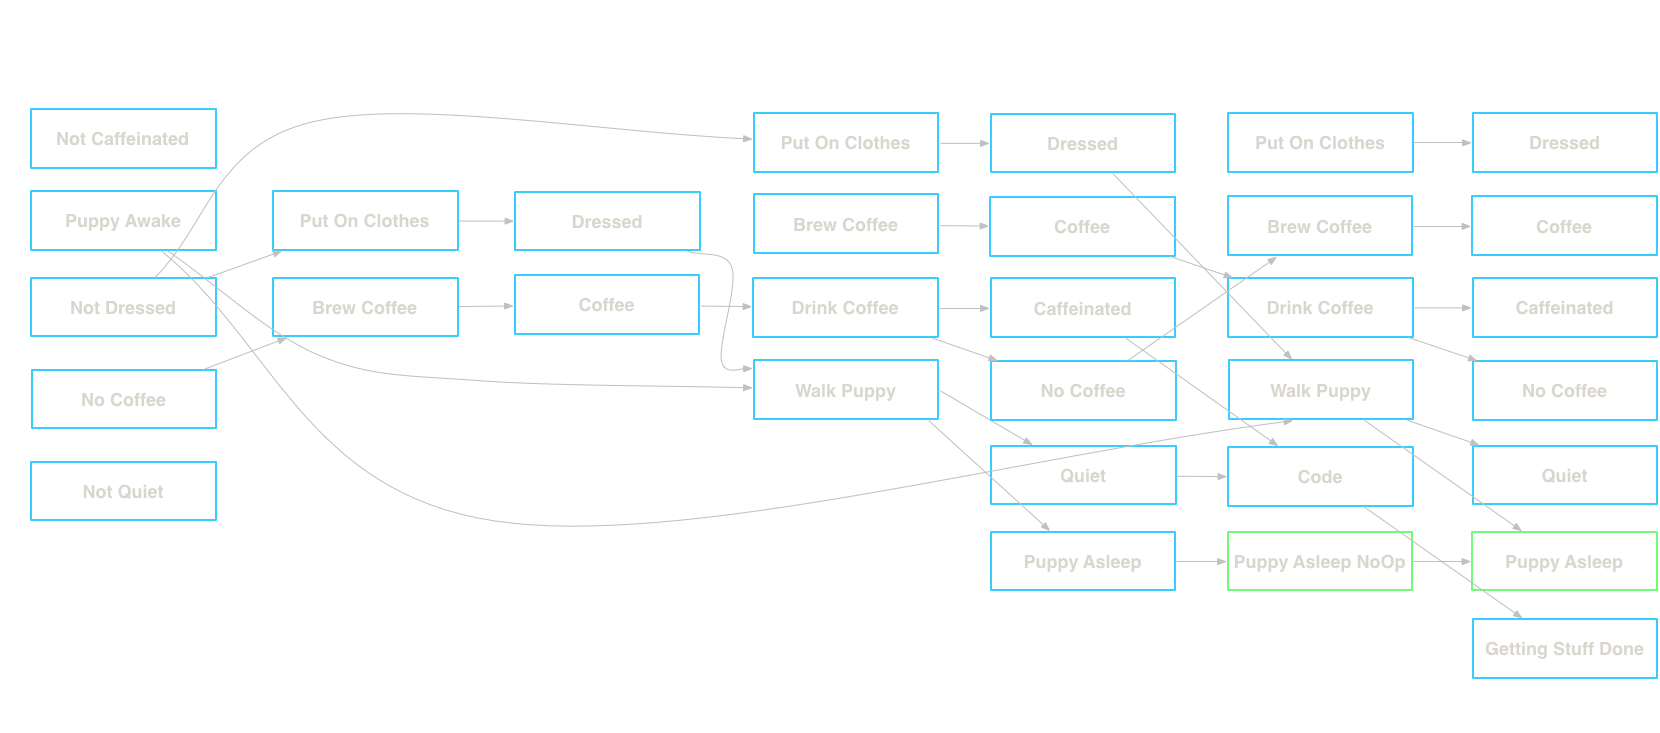 Not Caffeinated
Puppy Awake
Not Dressed
No Coffee
Not Quiet
Put On Clothes
Brew Coffee
Dressed
Coffee
Put On Clothes
Brew Coffee
Drink Coffee
Walk Puppy
Dressed
Coffee
Caffeinated
No Coffee
Quiet
Puppy Asleep
Put On Clothes
Brew Coffee
Drink Coffee
Walk Puppy
Code
Puppy Asleep NoOp
Dressed
Coffee
Caffeinated
No Coffee
Quiet
Puppy Asleep
Getting Stuff Done